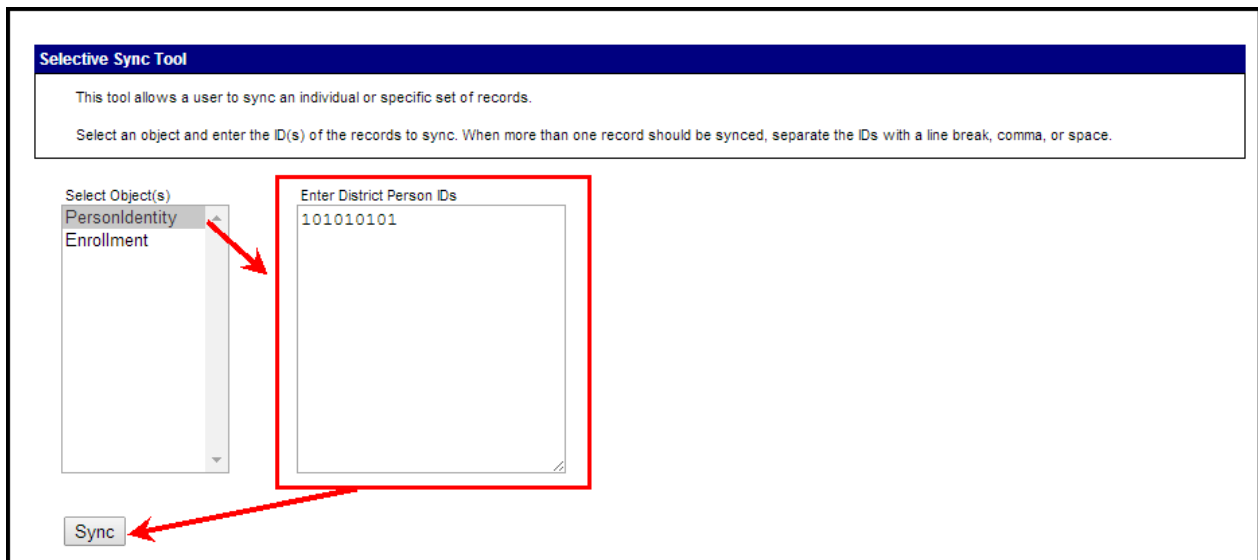 Selective Sync Tool
This tool allows a user to sync an individual or specific set of records.
Select an object and enter the ID(s) of the records to sync. When more than one record should be synced, separate the IDs with a line break, comma, or space.
Select Object(s)
PersonIdentity
Enrollment
Enter District Person IDs
101010101
Sync